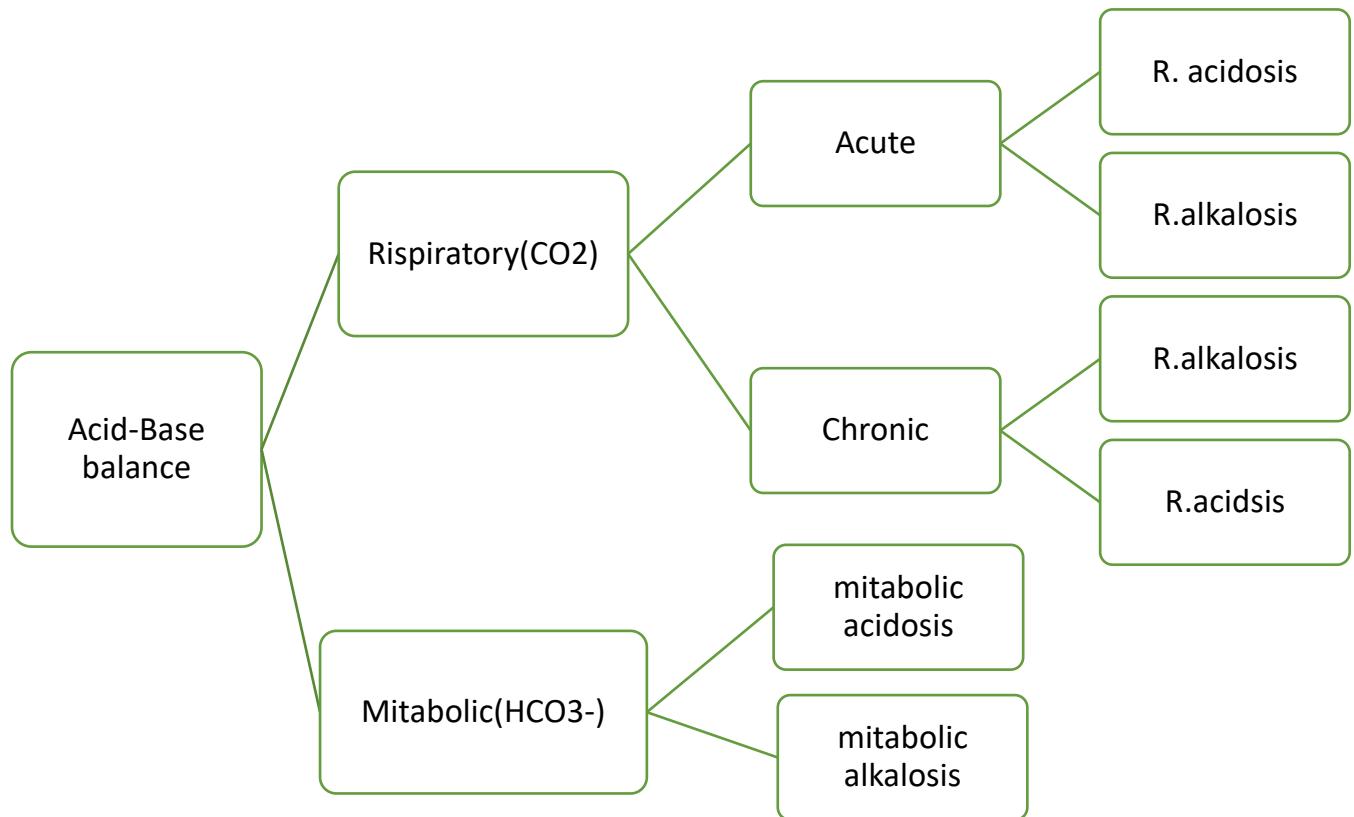 Acid-Base
balance
Rispiratory(CO2)
Acute
R. acidosis
R.alkalosis
Chronic
R.alkalosis
R.acidsis
Mitabolic(HCO3-)
mitabolic
acidosis
mitabolic
alkalosis